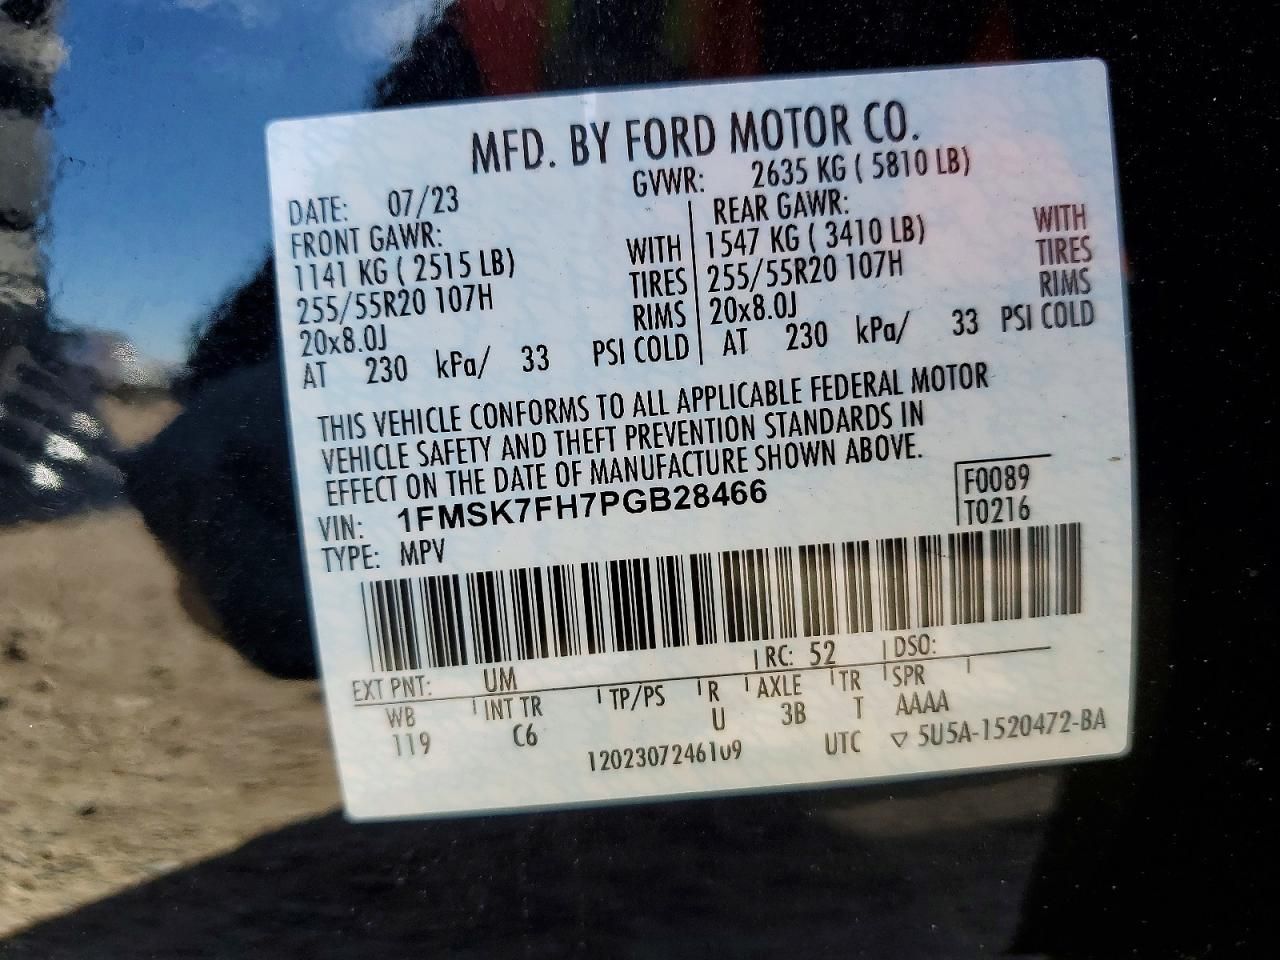 MFD. BY FORD MOTOR CO.
DATE: 07/23 GVWR: 2635 KG ( 5810 LB)
FRONT GAWR:
1141 KG ( 2515 LB) WITH
255/55R20 107H TIRES
20x8.0J RIMS
AT 230 kPa/ 33 PSI COLD
REAR GAWR:
1547 KG ( 3410 LB) WITH
255/55R20 107H TIRES
20x8.0J RIMS
AT 230 kPa/ 33 PSI COLD
THIS VEHICLE CONFORMS TO ALL APPLICABLE FEDERAL MOTOR
VEHICLE SAFETY AND THEFT PREVENTION STANDARDS IN
EFFECT ON THE DATE OF MANUFACTURE SHOWN ABOVE.
VIN: 1FMSK7FH7PGB28466
TYPE: MPV
F0089
T0216
EXT PNT: UM RC: 52 DSO:
WB INT TR TP/PS R AXLE TR SPR
119 C6 U 3B T AAAA
UTC ▽ 5U5A-1520472-BA